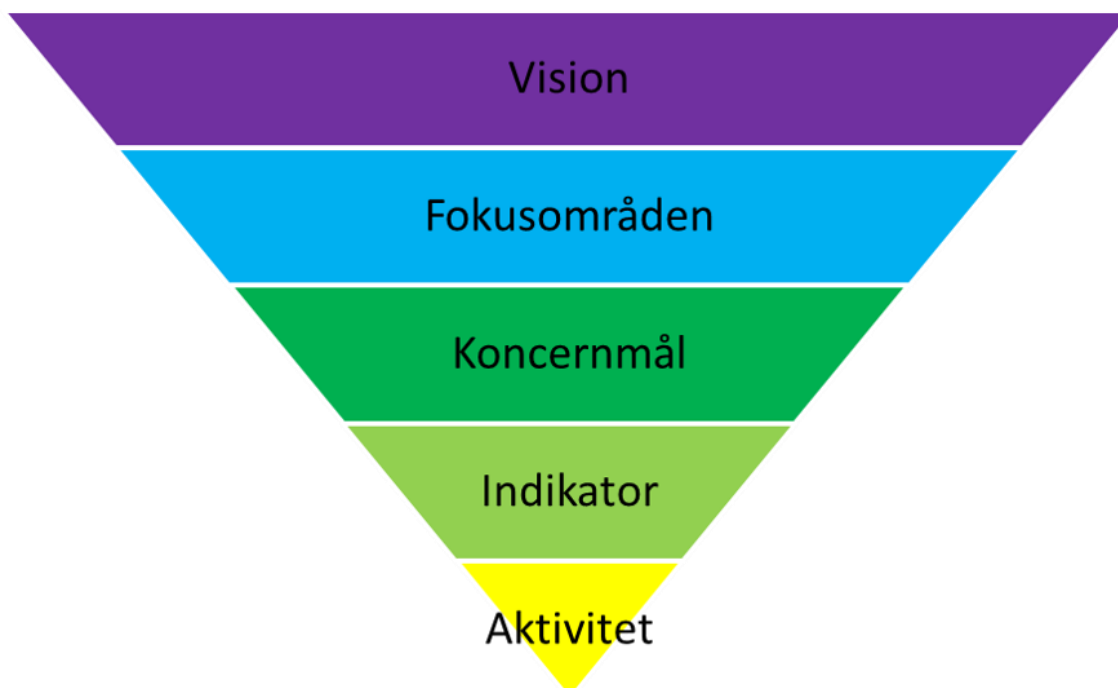 Vision
Fokusområden
Koncernmål
Indikator
Aktivitet